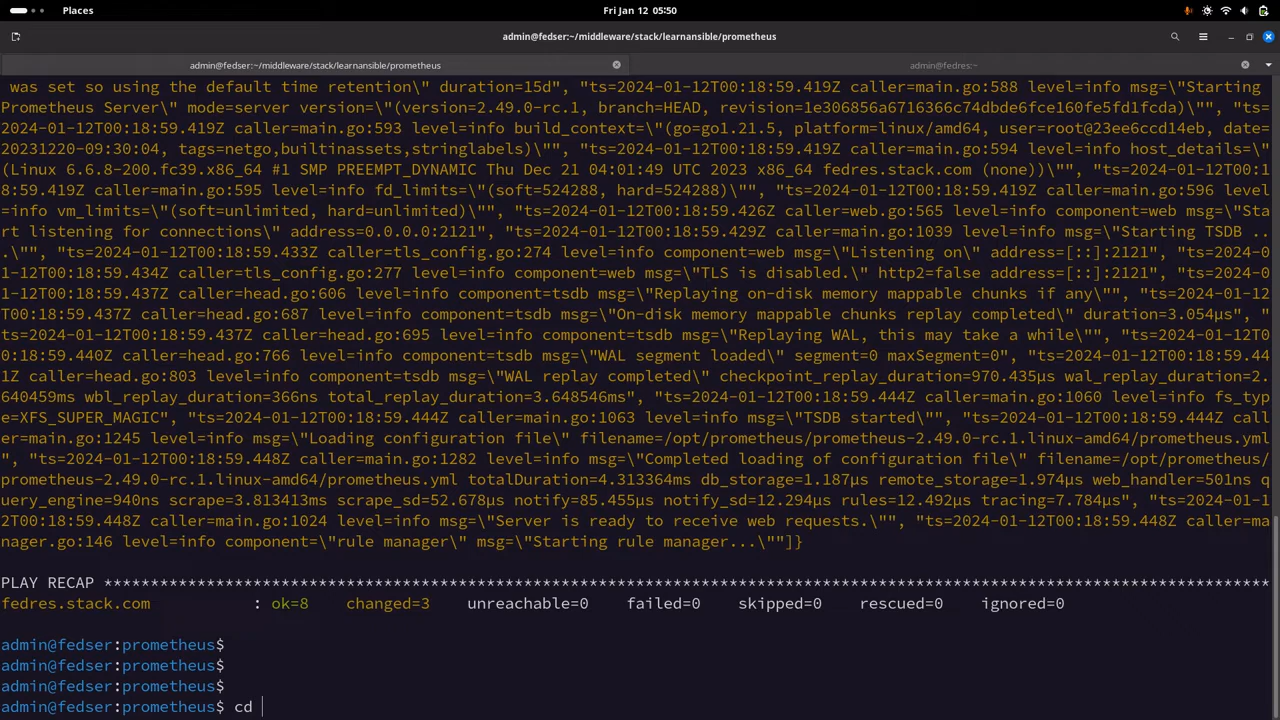 Places
Fri Jan 12 05:50
admin@fedser:~/middleware/stack/learnansible/prometheus
admin@fedser:~/middleware/stack/learnansible/prometheus
admin@fedres:~
was set so using the default time retention\" duration=15d", "ts=2024-01-12T00:18:59.419Z caller=main.go:588 level=info msg=\"Starting
Prometheus Server\" mode=server version=\"(version=2.49.0-rc.1, branch=HEAD, revision=1e306856a6716366c74dbde6fce160fe5fd1fcda)\"", "ts=
2024-01-12T00:18:59.419Z caller=main.go:593 level=info build_context=\"(go=go1.21.5, platform=linux/amd64, user=root@23ee6ccd14eb, date=
20231220-09:30:04, tags=netgo,builtinassets,stringlabels)\"", "ts=2024-01-12T00:18:59.419Z caller=main.go:594 level=info host_details=\"
(Linux 6.6.8-200.fc39.x86_64 #1 SMP PREEMPT_DYNAMIC Thu Dec 21 04:01:49 UTC 2023 x86_64 fedres.stack.com (none))\"", "ts=2024-01-12T00:1
8:59.419Z caller=main.go:595 level=info fd_limits=\"(soft=524288, hard=524288)\"", "ts=2024-01-12T00:18:59.419Z caller=main.go:596 level
=info vm_limits=\"(soft=unlimited, hard=unlimited)\"", "ts=2024-01-12T00:18:59.426Z caller=web.go:565 level=info component=web msg=\"Sta
rt listening for connections\" address=0.0.0.0:2121", "ts=2024-01-12T00:18:59.429Z caller=main.go:1039 level=info msg=\"Starting TSDB ..
.\"", "ts=2024-01-12T00:18:59.433Z caller=tls_config.go:274 level=info component=web msg=\"Listening on\" address=[::]:2121", "ts=2024-0
1-12T00:18:59.434Z caller=tls_config.go:277 level=info component=web msg=\"TLS is disabled.\" http2=false address=[::]:2121", "ts=2024-0
1-12T00:18:59.437Z caller=head.go:606 level=info component=tsdb msg=\"Replaying on-disk memory mappable chunks if any\"", "ts=2024-01-12
T00:18:59.437Z caller=head.go:687 level=info component=tsdb msg=\"On-disk memory mappable chunks replay completed\" duration=3.054µs", "
ts=2024-01-12T00:18:59.437Z caller=head.go:695 level=info component=tsdb msg=\"Replaying WAL, this may take a while\"", "ts=2024-01-12T0
0:18:59.440Z caller=head.go:766 level=info component=tsdb msg=\"WAL segment loaded\" segment=0 maxSegment=0", "ts=2024-01-12T00:18:59.44
1Z caller=head.go:803 level=info component=tsdb msg=\"WAL replay completed\" checkpoint_replay_duration=970.435µs wal_replay_duration=2.
640459ms wbl_replay_duration=366ns total_replay_duration=3.648546ms", "ts=2024-01-12T00:18:59.444Z caller=main.go:1060 level=info fs_typ
e=XFS_SUPER_MAGIC", "ts=2024-01-12T00:18:59.444Z caller=main.go:1063 level=info msg=\"TSDB started\"", "ts=2024-01-12T00:18:59.444Z call
er=main.go:1245 level=info msg=\"Loading configuration file\" filename=/opt/prometheus/prometheus-2.49.0-rc.1.linux-amd64/prometheus.yml
", "ts=2024-01-12T00:18:59.448Z caller=main.go:1282 level=info msg=\"Completed loading of configuration file\" filename=/opt/prometheus/
prometheus-2.49.0-rc.1.linux-amd64/prometheus.yml totalDuration=4.313364ms db_storage=1.187µs remote_storage=1.974µs web_handler=501ns q
uery_engine=940ns scrape=3.813413ms scrape_sd=52.678µs notify=85.455µs notify_sd=12.294µs rules=12.492µs tracing=7.784µs", "ts=2024-01-1
2T00:18:59.448Z caller=main.go:1024 level=info msg=\"Server is ready to receive web requests.\"", "ts=2024-01-12T00:18:59.448Z caller=ma
nager.go:146 level=info component=\"rule manager\" msg=\"Starting rule manager...\""]}
PLAY RECAP *********************************************************************************************************************
fedres.stack.com : ok=8 changed=3 unreachable=0 failed=0 skipped=0 rescued=0 ignored=0
admin@fedser:prometheus$
admin@fedser:prometheus$
admin@fedser:prometheus$
admin@fedser:prometheus$ cd